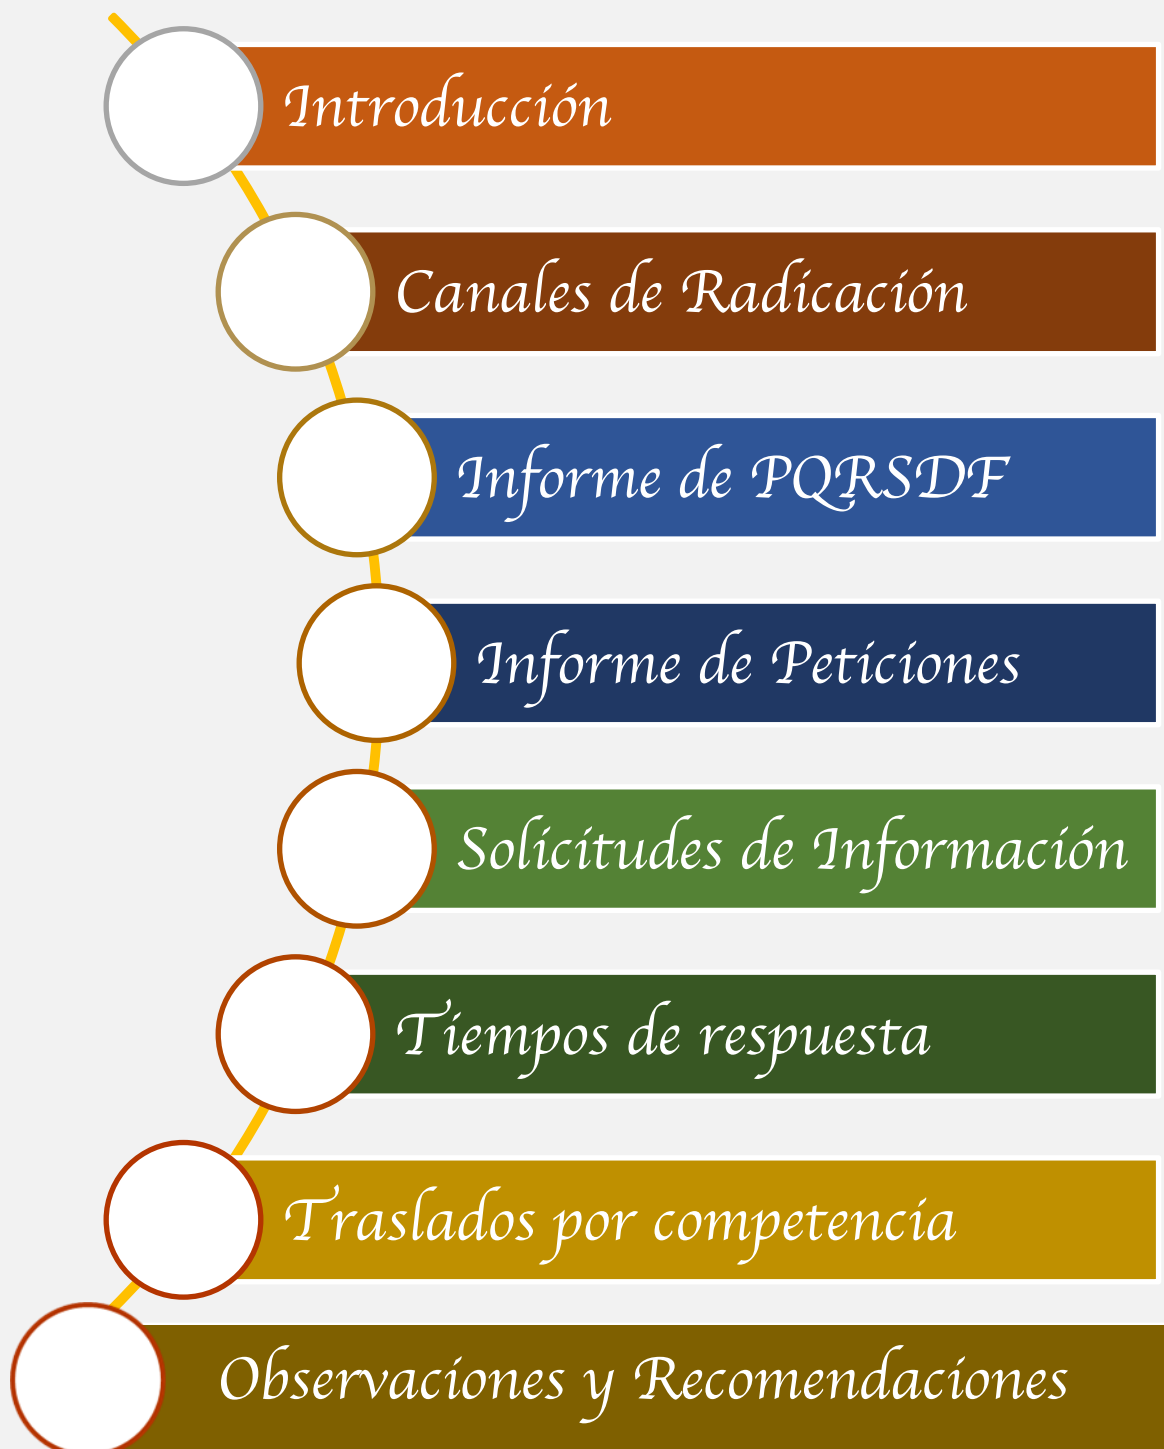 Introducción
Canales de Radicación
Informe de PQRSDF
Informe de Peticiones
Solicitudes de Información
Tiempos de respuesta
Traslados por competencia
Observaciones y Recomendaciones